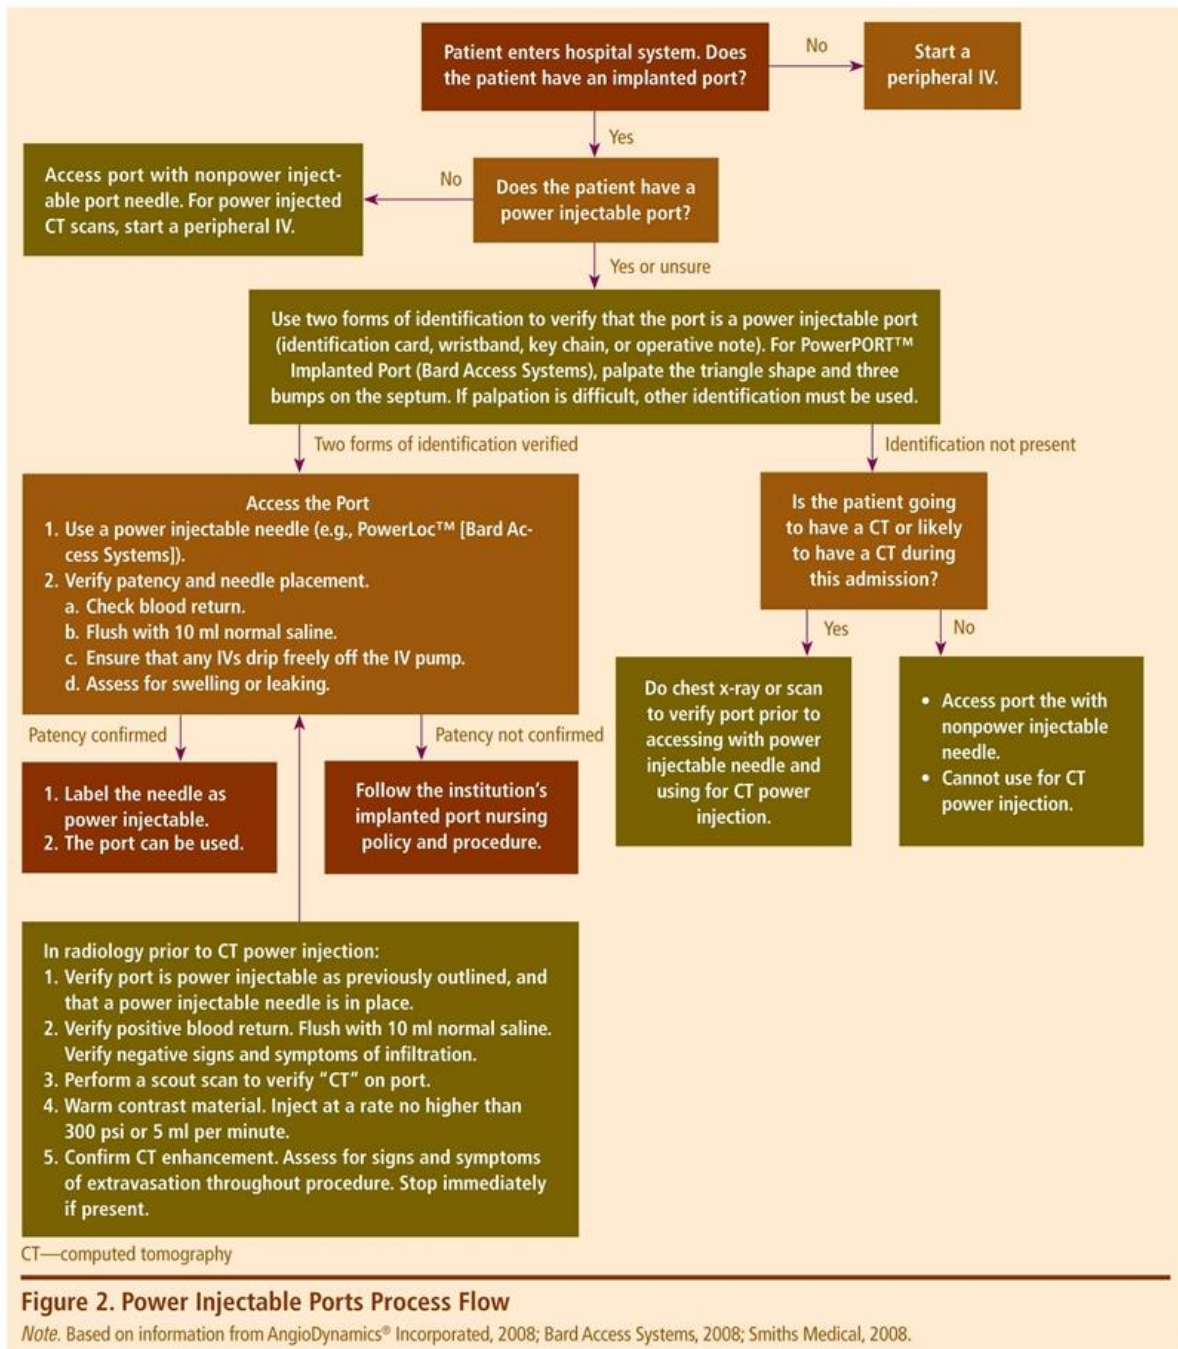 Patient enters hospital system. Does
the patient have an implanted port?
No
Start a
peripheral IV.
Yes
Does the patient have a
power injectable port?
No
Access port with nonpower inject-
able port needle. For power injected
CT scans, start a peripheral IV.
Yes or unsure
Use two forms of identification to verify that the port is a power injectable port
(identification card, wristband, key chain, or operative note). For PowerPORT™
Implanted Port (Bard Access Systems), palpate the triangle shape and three
bumps on the septum. If palpation is difficult, other identification must be used.
Two forms of identification verified
Identification not present
Access the Port
1. Use a power injectable needle (e.g., PowerLoc™ [Bard Ac-
cess Systems]).
2. Verify patency and needle placement.
a. Check blood return.
b. Flush with 10 ml normal saline.
c. Ensure that any IVs drip freely off the IV pump.
d. Assess for swelling or leaking.
Is the patient going
to have a CT or likely
to have a CT during
this admission?
Yes
No
Do chest x-ray or scan
to verify port prior to
accessing with power
injectable needle and
using for CT power
injection.
• Access port the with
nonpower injectable
needle.
• Cannot use for CT
power injection.
Patency confirmed
Patency not confirmed
1. Label the needle as
power injectable.
2. The port can be used.
Follow the institution's
implanted port nursing
policy and procedure.
In radiology prior to CT power injection:
1. Verify port is power injectable as previously outlined, and
that a power injectable needle is in place.
2. Verify positive blood return. Flush with 10 ml normal saline.
Verify negative signs and symptoms of infiltration.
3. Perform a scout scan to verify "CT" on port.
4. Warm contrast material. Inject at a rate no higher than
300 psi or 5 ml per minute.
5. Confirm CT enhancement. Assess for signs and symptoms
of extravasation throughout procedure. Stop immediately
if present.
CT—computed tomography
Figure 2. Power Injectable Ports Process Flow
Note. Based on information from AngioDynamics® Incorporated, 2008; Bard Access Systems, 2008; Smiths Medical, 2008.